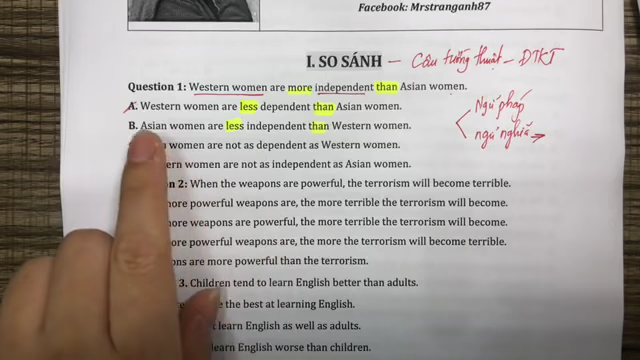 Facebook: Mrstranganh87
I. SO SÁNH – Câu tường thuật – ĐTKT
Question 1: Western women are more independent than Asian women.
A. Western women are less dependent than Asian women.
Ngữ pháp
B. Asian women are less independent than Western women.
ngữ nghĩa
women are not as dependent as Western women.
women are not as independent as Asian women.
2: When the weapons are powerful, the terrorism will become terrible.
powerful weapons are, the more terrible the terrorism will become.
more weapons are powerful, the more terrible the terrorism will become.
powerful weapons are, the more the terrorism will become terrible.
are more powerful than the terrorism.
3. Children tend to learn English better than adults.
the best at learning English.
learn English as well as adults.
learn English worse than children.